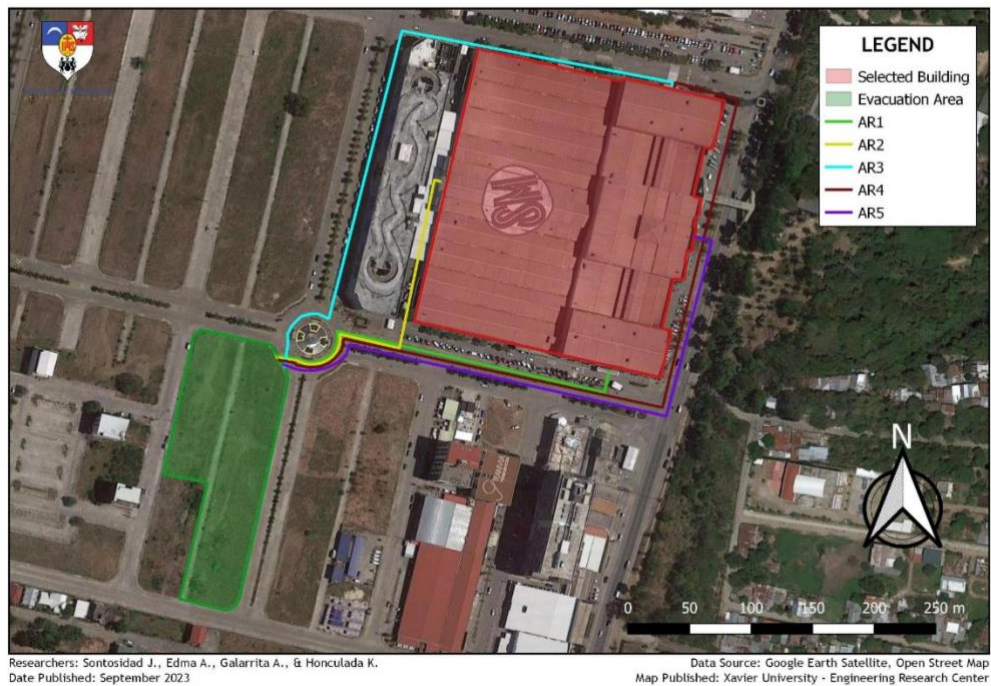 LEGEND
Selected Building
Evacuation Area
AR1
AR2
AR3
AR4
AR5
SM
N
0 50 100 150 200 250 m
Researchers: Sontosidad J., Edma A., Galarrita A., & Honculada K.
Date Published: September 2023
Data Source: Google Earth Satellite, Open Street Map
Map Published: Xavier University - Engineering Research Center